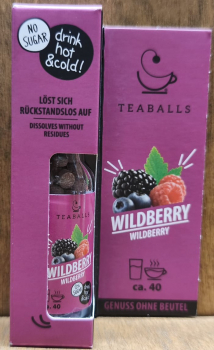 NO
SUGAR
drink
hot
&cold!
LÖST SICH
RÜCKSTANDSLOS AUF
DISSOLVES WITHOUT
RESIDUES
TEABALLS
WILDBERRY
WILDBERRY
ca. 40
TEABALLS
WILDBERRY
WILDBERRY
ca. 40
GENUSS OHNE BEUTEL